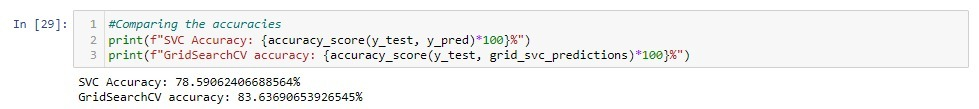 In [29]:
1 #Comparing the accuracies
2 print(f"SVC Accuracy: {accuracy_score(y_test, y_pred)*100}%")
3 print(f"GridSearchCV accuracy: {accuracy_score(y_test, grid_svc_predictions)*100}%")
SVC Accuracy: 78.59062406688564%
GridSearchCV accuracy: 83.63690653926545%